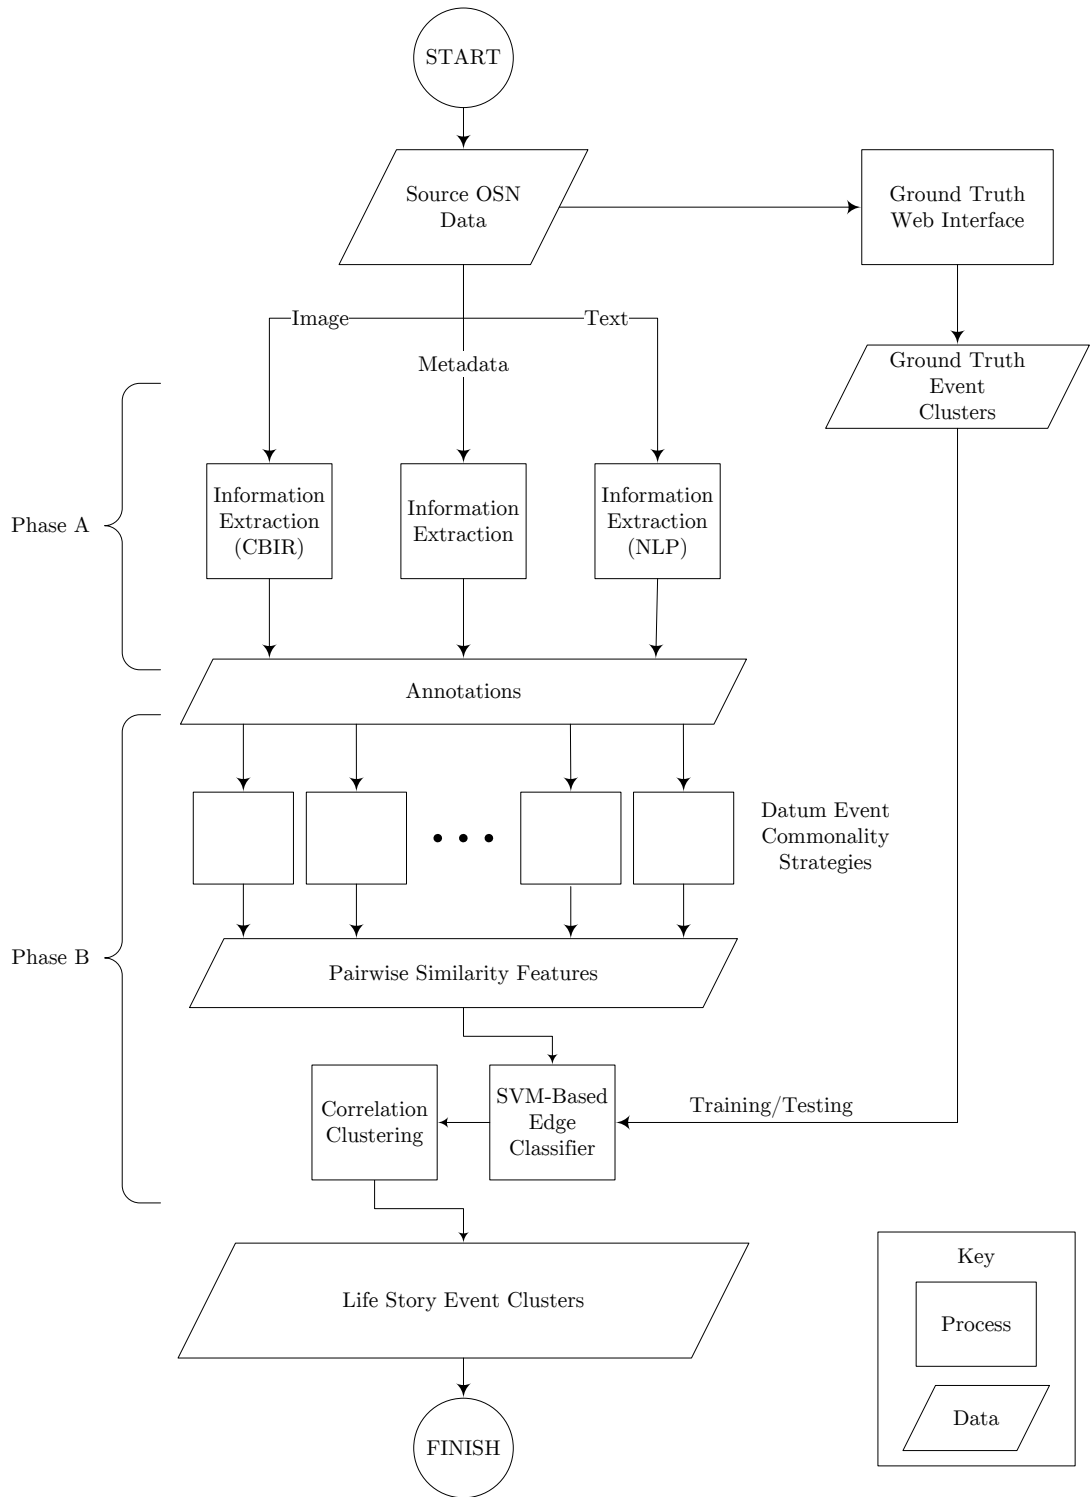 START
Source OSN
Data
Ground Truth
Web Interface
Image
Text
Metadata
Ground Truth
Event
Clusters
Phase A
Information
Extraction
(CBIR)
Information
Extraction
Information
Extraction
(NLP)
Annotations
Datum Event
Commonality
Strategies
Phase B
Pairwise Similarity Features
Correlation
Clustering
SVM-Based
Edge
Classifier
Training/Testing
Life Story Event Clusters
Key
Process
Data
FINISH